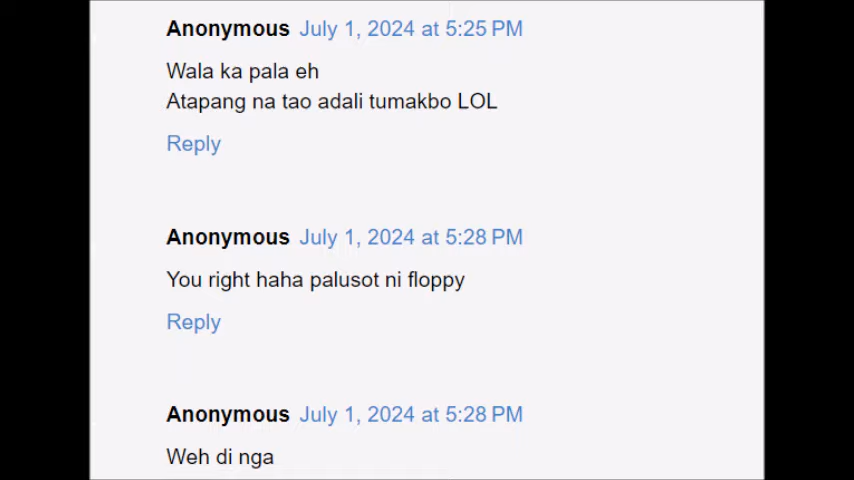 Anonymous July 1, 2024 at 5:25 PM
Wala ka pala eh
Atapang na tao adali tumakbo LOL
Reply
Anonymous July 1, 2024 at 5:28 PM
You right haha palusot ni floppy
Reply
Anonymous July 1, 2024 at 5:28 PM
Weh di nga